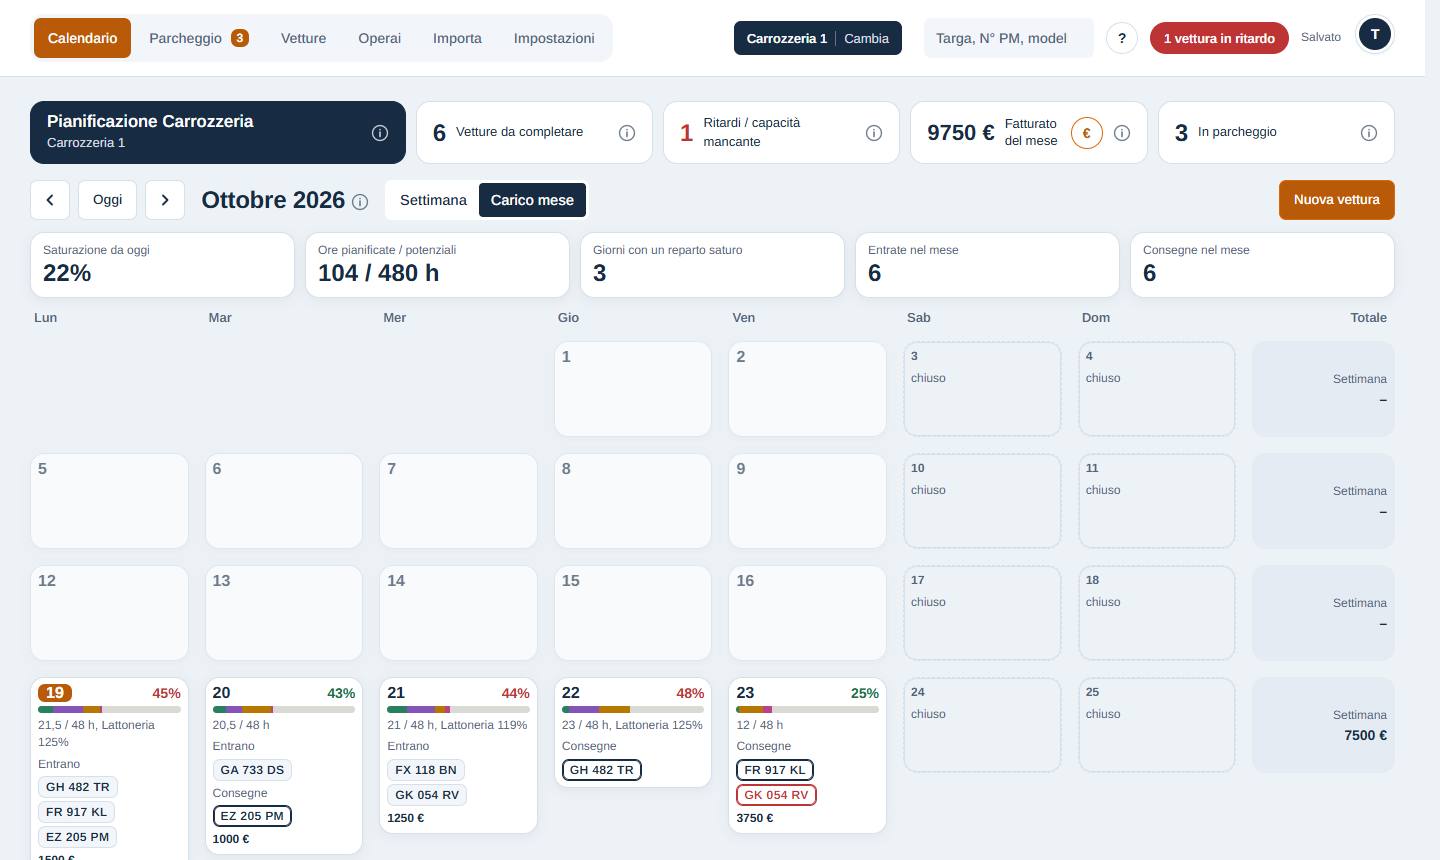 Calendario Parcheggio 3 Vetture Operai Importa Impostazioni Carrozzeria 1 Cambia Targa, N° PM, model ? 1 vettura in ritardo Salvato T
Pianificazione Carrozzeria
Carrozzeria 1
6 Vetture da completare
1 Ritardi / capacità
mancante
9750 € Fatturato
del mese
€
3 In parcheggio
Oggi Ottobre 2026 Settimana Carico mese Nuova vettura
Saturazione da oggi
22%
Ore pianificate / potenziali
104 / 480 h
Giorni con un reparto saturo
3
Entrate nel mese
6
Consegne nel mese
6
Lun Mar Mer Gio Ven Sab Dom Totale
1
2
3
chiuso
4
chiuso
Settimana
–
5
6
7
8
9
10
chiuso
11
chiuso
Settimana
–
12
13
14
15
16
17
chiuso
18
chiuso
Settimana
–
19 45%
21,5 / 48 h, Lattoneria
125%
Entrano
GH 482 TR
FR 917 KL
EZ 205 PM
1500 €
20 43%
20,5 / 48 h
Entrano
GA 733 DS
Consegne
EZ 205 PM
1000 €
21 44%
21 / 48 h, Lattoneria 119%
Entrano
FX 118 BN
GK 054 RV
1250 €
22 48%
23 / 48 h, Lattoneria 125%
Consegne
GH 482 TR
23 25%
12 / 48 h
Consegne
FR 917 KL
GK 054 RV
3750 €
24
chiuso
25
chiuso
Settimana
7500 €